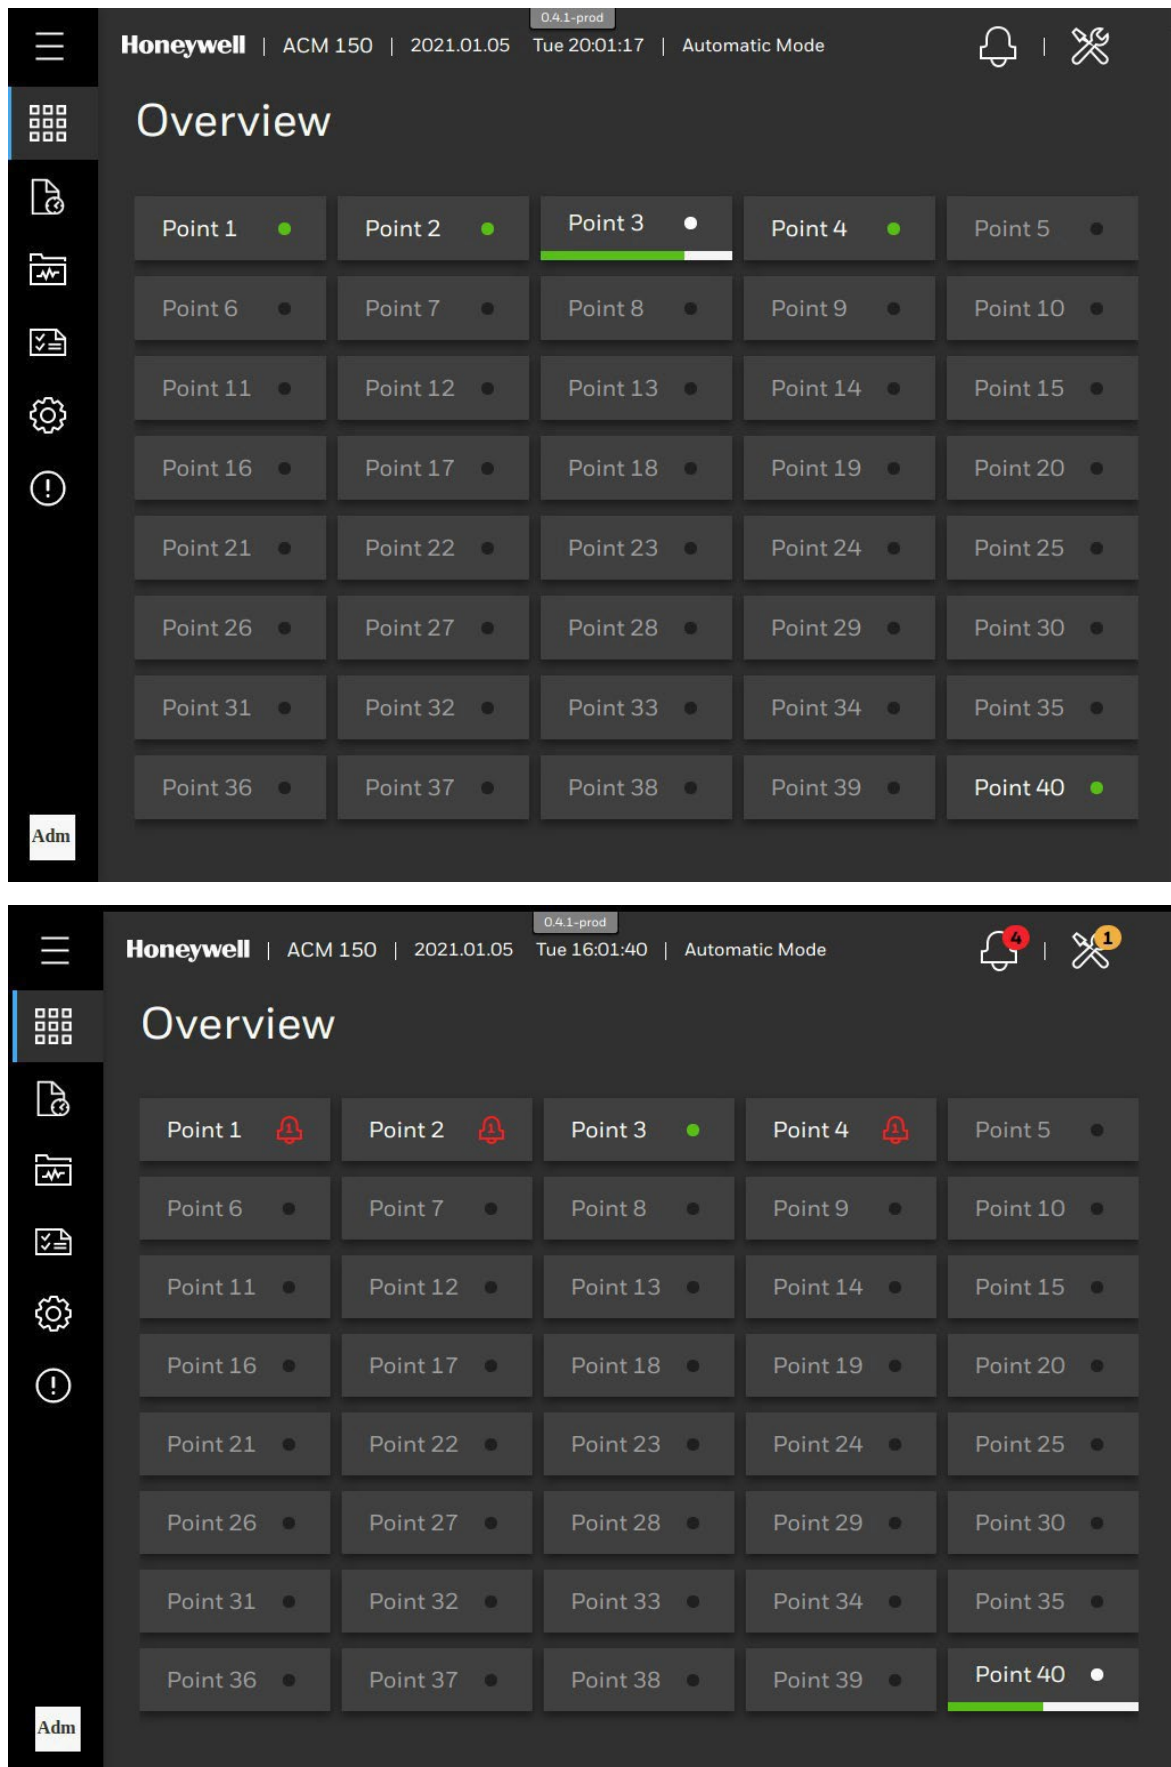 0.4.1-prod
Honeywell | ACM 150 | 2021.01.05 Tue 20:01:17 | Automatic Mode
Overview
Point 1 Point 2 Point 3 Point 4 Point 5
Point 6 Point 7 Point 8 Point 9 Point 10
Point 11 Point 12 Point 13 Point 14 Point 15
Point 16 Point 17 Point 18 Point 19 Point 20
Point 21 Point 22 Point 23 Point 24 Point 25
Point 26 Point 27 Point 28 Point 29 Point 30
Point 31 Point 32 Point 33 Point 34 Point 35
Point 36 Point 37 Point 38 Point 39 Point 40
Adm
0.4.1-prod
Honeywell | ACM 150 | 2021.01.05 Tue 16:01:40 | Automatic Mode 4 | 1
Overview
Point 1 1 Point 2 1 Point 3 Point 4 1 Point 5
Point 6 Point 7 Point 8 Point 9 Point 10
Point 11 Point 12 Point 13 Point 14 Point 15
Point 16 Point 17 Point 18 Point 19 Point 20
Point 21 Point 22 Point 23 Point 24 Point 25
Point 26 Point 27 Point 28 Point 29 Point 30
Point 31 Point 32 Point 33 Point 34 Point 35
Point 36 Point 37 Point 38 Point 39 Point 40
Adm